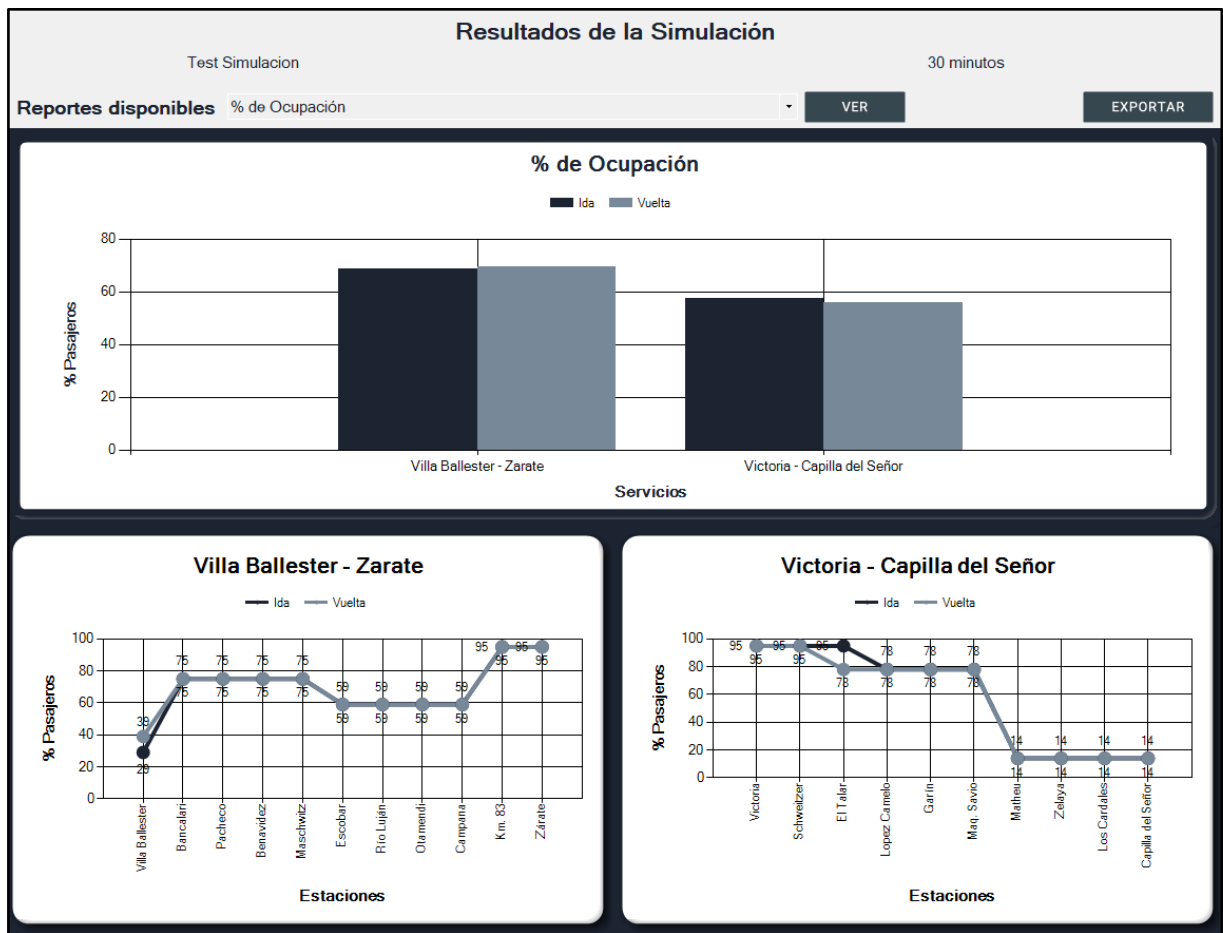 Resultados de la Simulación
Test Simulacion 30 minutos
Reportes disponibles % de Ocupación VER EXPORTAR
% de Ocupación
Ida Vuelta
80
60
40
20
0
% Pasajeros
Villa Ballester - Zarate Victoria - Capilla del Señor
Servicios
Villa Ballester - Zarate
Ida Vuelta
100
80
60
40
20
0
% Pasajeros
39 75 75 75 75 59 59 59 59 95 95
29 75 75 75 75 59 59 59 59 95 95
Villa Ballester
Bancalari
Pacheco
Benavidez
Maschwitz
Escobar
Río Luján
Otamendi
Campana
Km. 83
Zárate
Estaciones
Victoria - Capilla del Señor
Ida Vuelta
100
80
60
40
20
0
% Pasajeros
95 95 95 78 78 78 14 14 14 14
95 95 78 78 78 78 14 14 14 14
Victoria
Schweitzer
El Talar
Lopez Camelo
Garín
Maq. Savio
Matheu
Zelaya
Los Cardales
Capilla del Señor
Estaciones